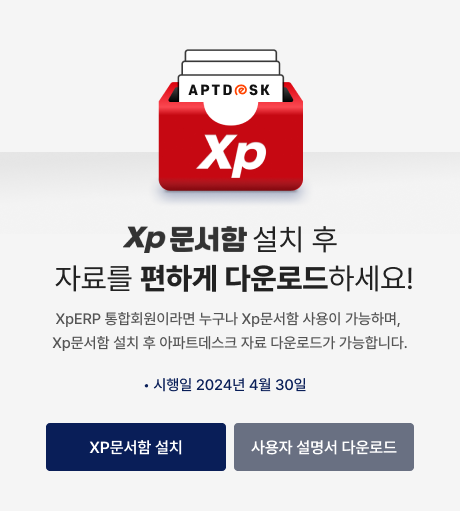 APTDESK
Xp
Xp 문서함 설치 후
자료를 편하게 다운로드하세요!
XpERP 통합회원이라면 누구나 Xp문서함 사용이 가능하며,
Xp문서함 설치 후 아파트데스크 자료 다운로드가 가능합니다.
• 시행일 2024년 4월 30일
XP문서함 설치
사용자 설명서 다운로드